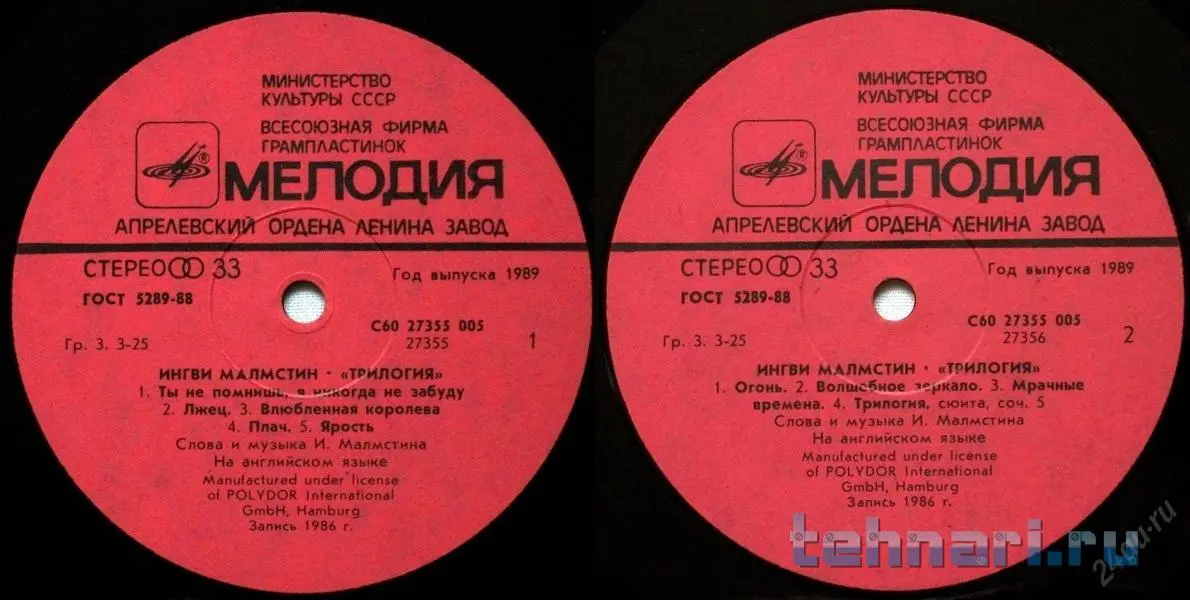 МИНИСТЕРСТВО
КУЛЬТУРЫ СССР
ВСЕСОЮЗНАЯ ФИРМА
ГРАМПЛАСТИНОК
®
МЕЛОДИЯ
АПРЕЛЕВСКИЙ ОРДЕНА ЛЕНИНА ЗАВОД
СТЕРЕО 33
Год выпуска 1989
ГОСТ 5289-88
С60 27355 005
27355
1
Гр. 3. 3-25
ИНГВИ МАЛМСТИН · «ТРИЛОГИЯ»
1. Ты не помнишь, я никогда не забуду
2. Лжец. 3. Влюбленная королева
4. Плач. 5. Ярость
Слова и музыка И. Малмстина
На английском языке
Manufactured under license
of POLYDOR International
GmbH, Hamburg
Запись 1986 г.
МИНИСТЕРСТВО
КУЛЬТУРЫ СССР
ВСЕСОЮЗНАЯ ФИРМА
ГРАМПЛАСТИНОК
®
МЕЛОДИЯ
АПРЕЛЕВСКИЙ ОРДЕНА ЛЕНИНА ЗАВОД
СТЕРЕО 33
Год выпуска 1989
ГОСТ 5289-88
С60 27355 005
27356
2
Гр. 3. 3-25
ИНГВИ МАЛМСТИН · «ТРИЛОГИЯ»
1. Огонь. 2. Волшебное зеркало. 3. Мрачные
времена. 4. Трилогия, сюита, соч. 5
Слова и музыка И. Малмстина
На английском языке
Manufactured under license
of POLYDOR International
GmbH, Hamburg
Запись 1986 г.
tehnari.ru
24au.ru